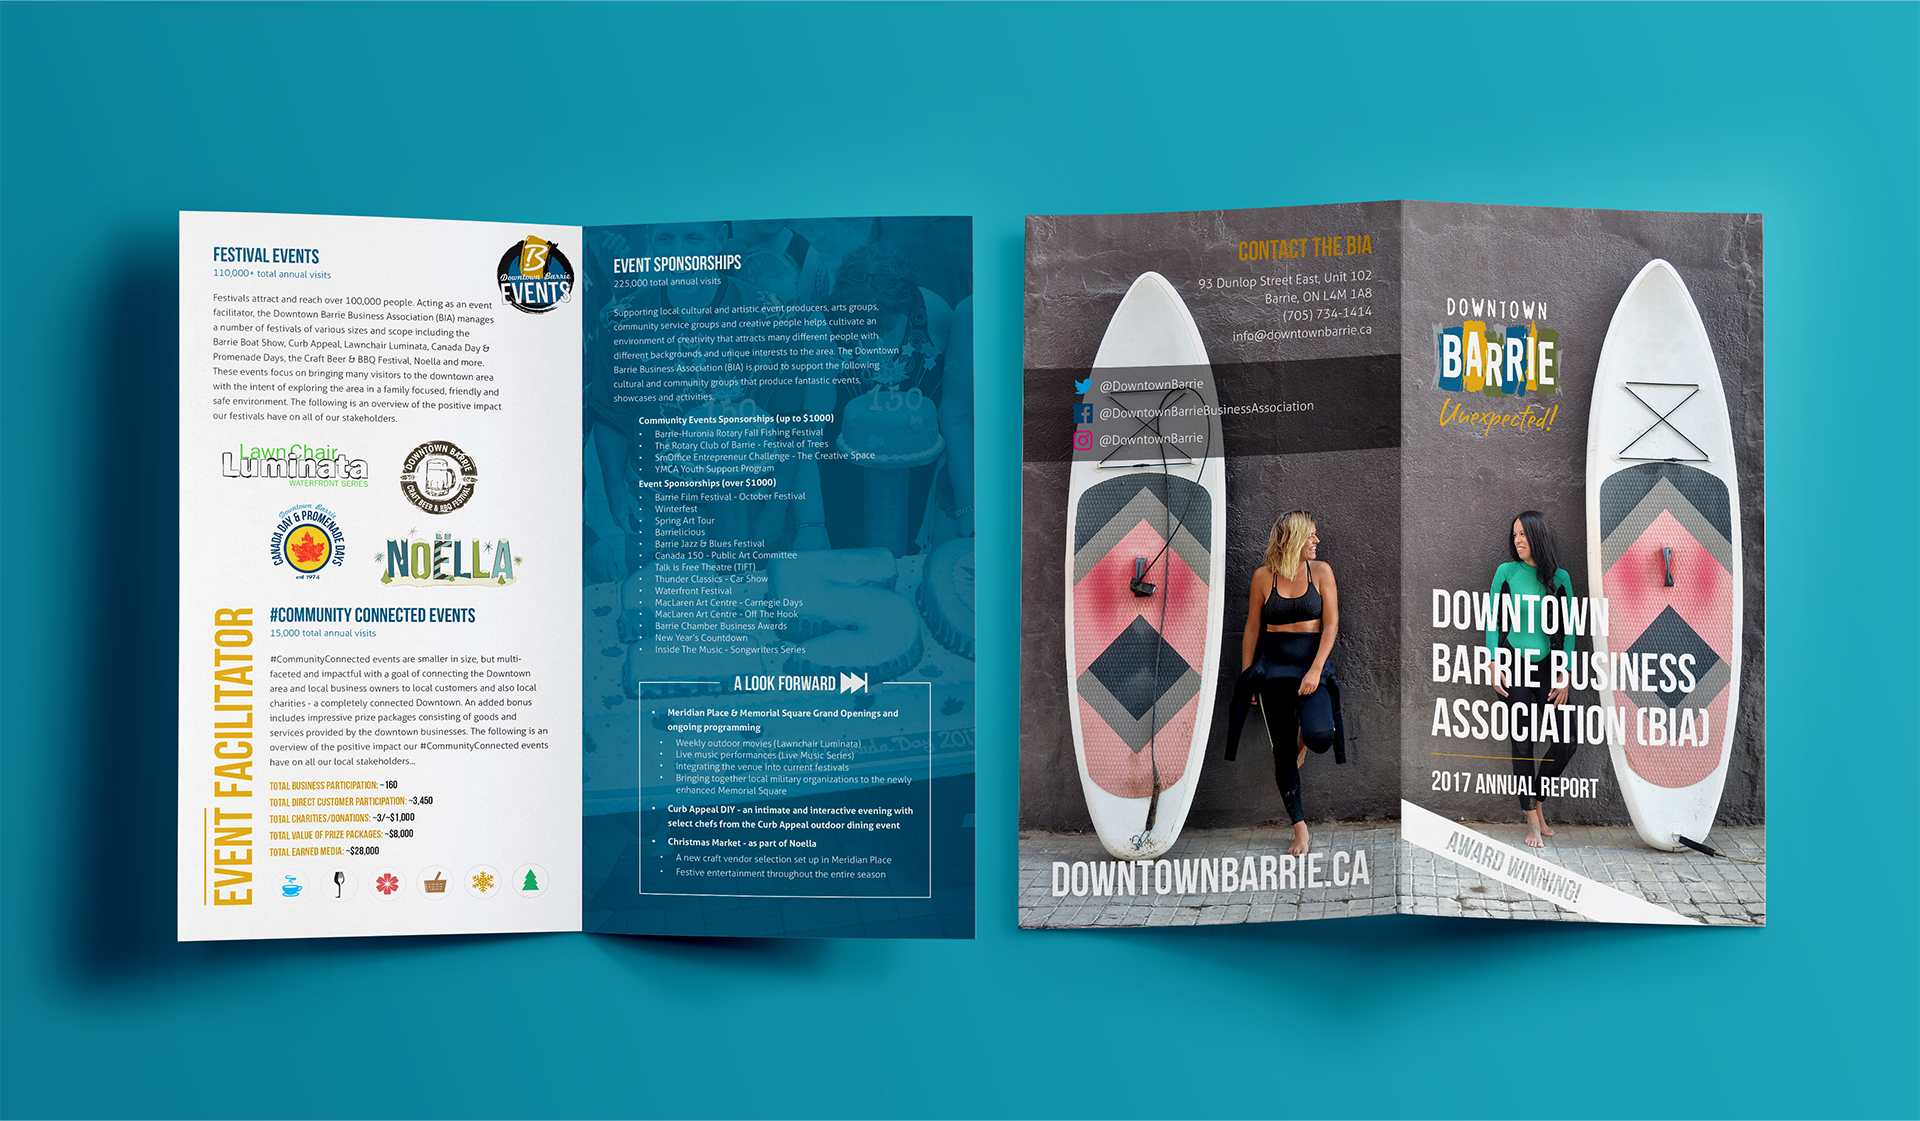 FESTIVAL EVENTS
110,000+ total annual visits
Festivals attract and reach over 100,000 people. Acting as an event
facilitator, the Downtown Barrie Business Association (BIA) manages
a number of festivals of various sizes and scope including the
Barrie Boat Show, Curb Appeal, Lawnchair Luminata, Canada Day &
Promenade Days, the Craft Beer & BBQ Festival, Noella and more.
These events focus on bringing many visitors to the downtown area
with the intent of exploring the area in a family focused, friendly and
safe environment. The following is an overview of the positive impact
our festivals have on all of our stakeholders.
B
Downtown Barrie
EVENTS
LawnChair
Luminata
WATERFRONT SERIES
DOWNTOWN BARRIE
CRAFT BEER & BBQ FESTIVAL
Downtown Barrie
CANADA DAY & PROMENADE DAYS
est 1974
NOËLLA
EVENT FACILITATOR
#COMMUNITY CONNECTED EVENTS
15,000 total annual visits
#CommunityConnected events are smaller in size, but multi-
faceted and impactful with a goal of connecting the Downtown
area and local business owners to local customers and also local
charities - a completely connected Downtown. An added bonus
includes impressive prize packages consisting of goods and
services provided by the downtown businesses. The following is an
overview of the positive impact our #CommunityConnected events
have on all our local stakeholders...
TOTAL BUSINESS PARTICIPATION: ~160
TOTAL DIRECT CUSTOMER PARTICIPATION: ~3,450
TOTAL CHARITIES/DONATIONS: ~3/~$1,000
TOTAL VALUE OF PRIZE PACKAGES: ~$8,000
TOTAL EARNED MEDIA: ~$28,000
EVENT SPONSORSHIPS
225,000 total annual visits
Supporting local cultural and artistic event producers, arts groups,
community service groups and creative people helps cultivate an
environment of creativity that attracts many different people with
different backgrounds and unique interests to the area. The Downtown
Barrie Business Association (BIA) is proud to support the following
cultural and community groups that produce fantastic events,
showcases and activities.
150
Community Events Sponsorships (up to $1000)
• Barrie-Huronia Rotary Fall Fishing Festival
• The Rotary Club of Barrie - Festival of Trees
• SmOffice Entrepreneur Challenge - The Creative Space
• YMCA Youth Support Program
Event Sponsorships (over $1000)
• Barrie Film Festival - October Festival
• Winterfest
• Spring Art Tour
• Barrielicious
• Barrie Jazz & Blues Festival
• Canada 150 - Public Art Committee
• Talk is Free Theatre (TIFT)
• Thunder Classics - Car Show
• Waterfront Festival
• MacLaren Art Centre - Carnegie Days
• MacLaren Art Centre - Off The Hook
• Barrie Chamber Business Awards
• New Year's Countdown
• Inside The Music - Songwriters Series
A LOOK FORWARD
• Meridian Place & Memorial Square Grand Openings and
ongoing programming
• Weekly outdoor movies (Lawnchair Luminata)
• Live music performances (Live Music Series)
• Integrating the venue into current festivals
• Bringing together local military organizations to the newly
enhanced Memorial Square
• Curb Appeal DIY - an intimate and interactive evening with
select chefs from the Curb Appeal outdoor dining event
• Christmas Market - as part of Noella
• A new craft vendor selection set up in Meridian Place
• Festive entertainment throughout the entire season
CONTACT THE BIA
93 Dunlop Street East, Unit 102
Barrie, ON L4M 1A8
(705) 734-1414
info@downtownbarrie.ca
@DowntownBarrie
@DowntownBarrieBusinessAssociation
@DowntownBarrie
DOWNTOWNBARRIE.CA
DOWNTOWN
BARRIE
Unexpected!
DOWNTOWN
BARRIE BUSINESS
ASSOCIATION (BIA)
2017 ANNUAL REPORT
AWARD WINNING!